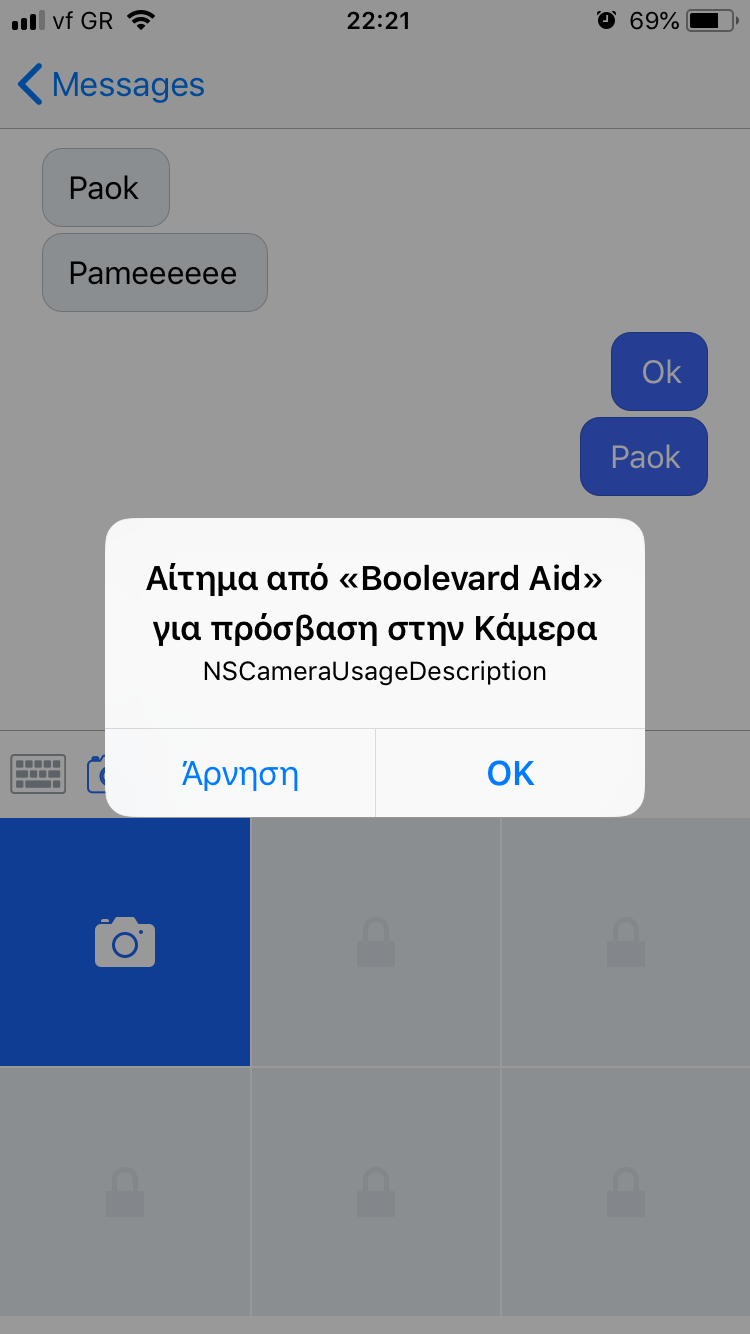 vf GR 22:21 69%
Messages
Paok
Pameeeeee
Ok
Paok
Αίτημα από «Boolevard Aid»
για πρόσβαση στην Κάμερα
NSCameraUsageDescription
Άρνηση OK